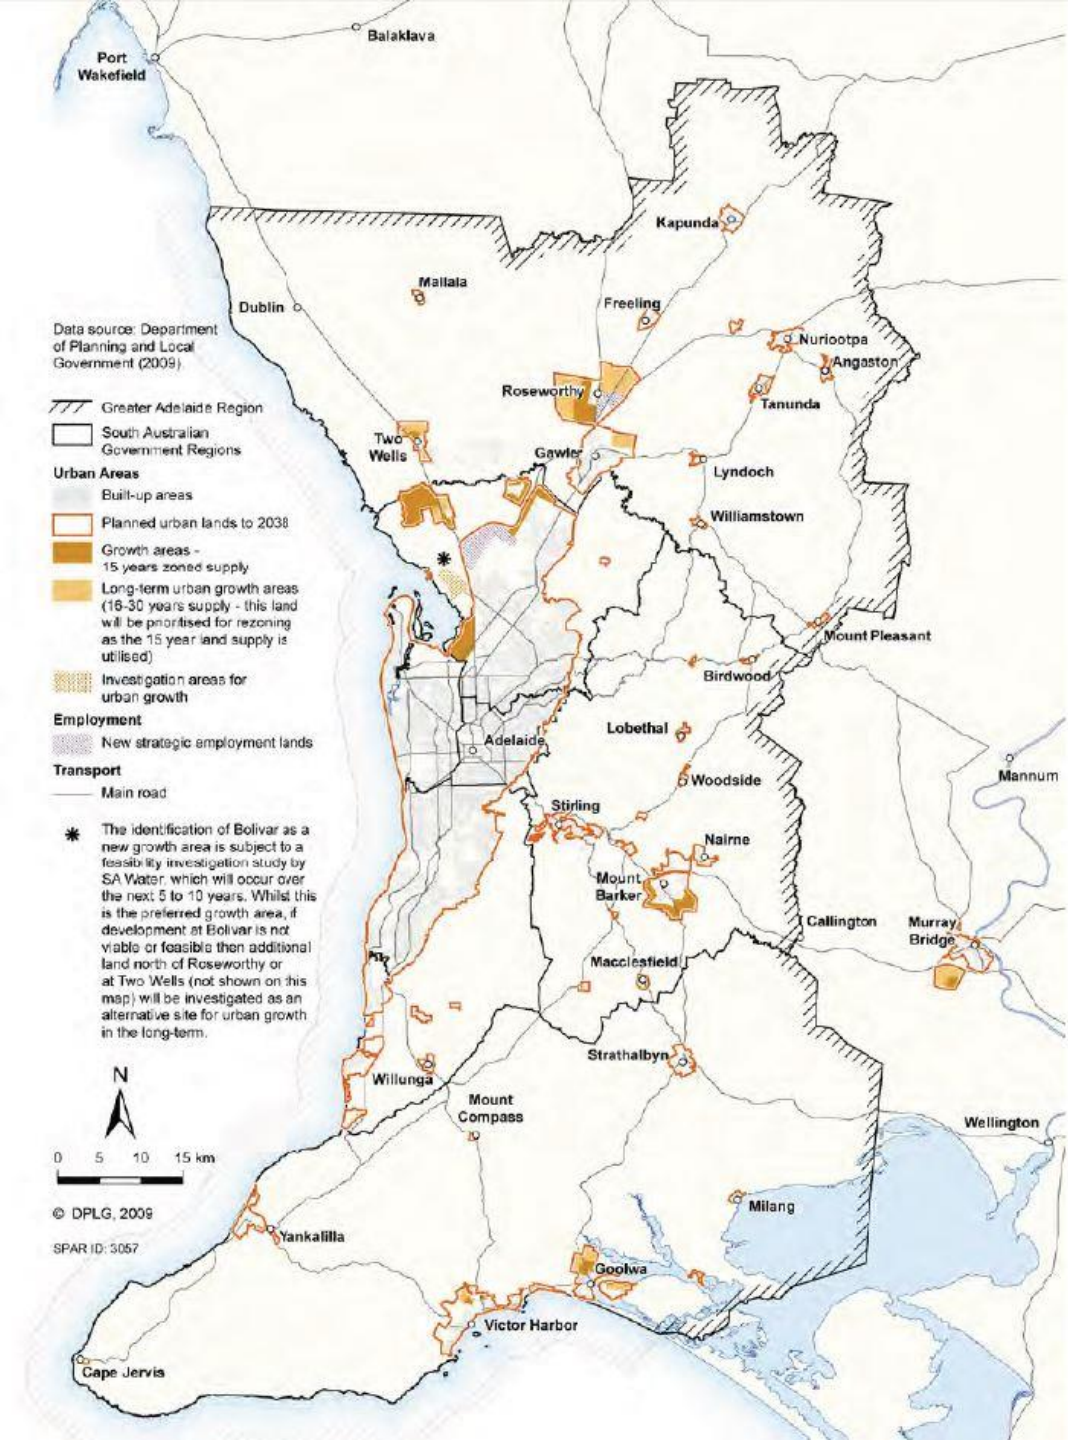 Balaklava
Port
Wakefield
Kapunda
Mallala
Dublin
Freeling
Nuriootpa
Angaston
Roseworthy
Tanunda
Two
Wells
Gawler
Lyndoch
Williamstown
Mount Pleasant
Birdwood
Lobethal
Adelaide
Woodside
Mannum
Stirling
Nairne
Mount
Barker
Callington
Murray
Bridge
Macclesfield
Strathalbyn
Willunga
Mount
Compass
Wellington
Milang
Yankalilla
Goolwa
Victor Harbor
Cape Jervis
Data source: Department
of Planning and Local
Government (2009)
Greater Adelaide Region
South Australian
Government Regions
Urban Areas
Built-up areas
Planned urban lands to 2038
Growth areas -
15 years zoned supply
Long-term urban growth areas
(16-30 years supply - this land
will be prioritised for rezoning
as the 15 year land supply is
utilised)
Investigation areas for
urban growth
Employment
New strategic employment lands
Transport
Main road
The identification of Bolivar as a
new growth area is subject to a
feasibility investigation study by
SA Water, which will occur over
the next 5 to 10 years. Whilst this
is the preferred growth area, if
development at Bolivar is not
viable or feasible then additional
land north of Roseworthy or
at Two Wells (not shown on this
map) will be investigated as an
alternative site for urban growth
in the long-term.
N
0 5 10 15 km
© DPLG, 2009
SPAR ID: 3057